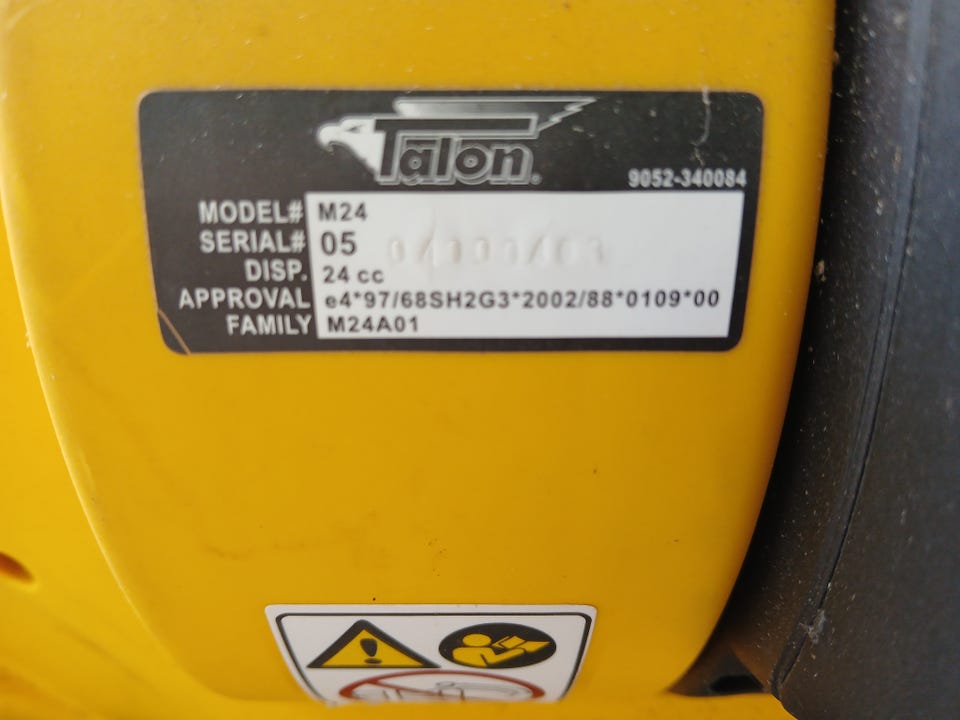 Talon
9052-340084
MODEL# M24
SERIAL# 05
DISP. 24 cc
APPROVAL e4*97/68SH2G3*2002/88*0109*00
FAMILY M24A01